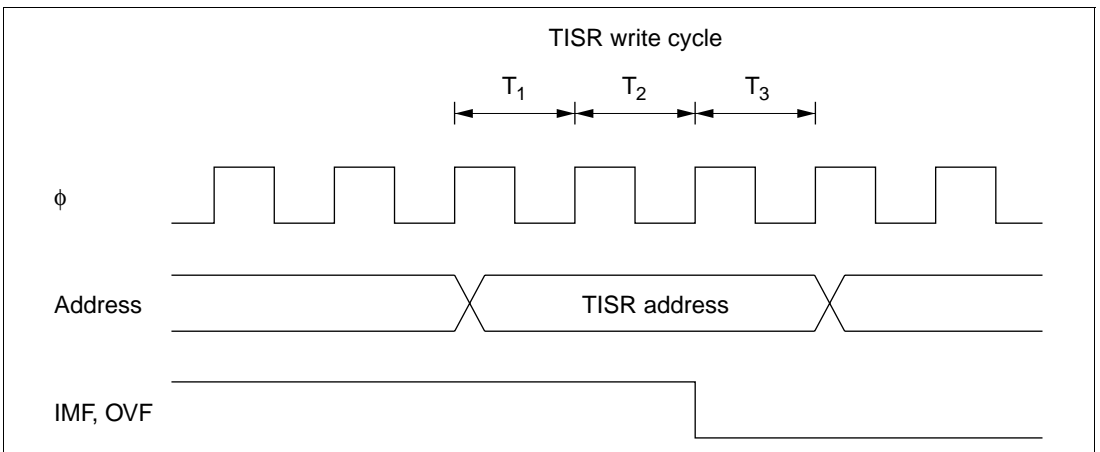 TISR write cycle
T1 T2 T3
ϕ
Address TISR address
IMF, OVF